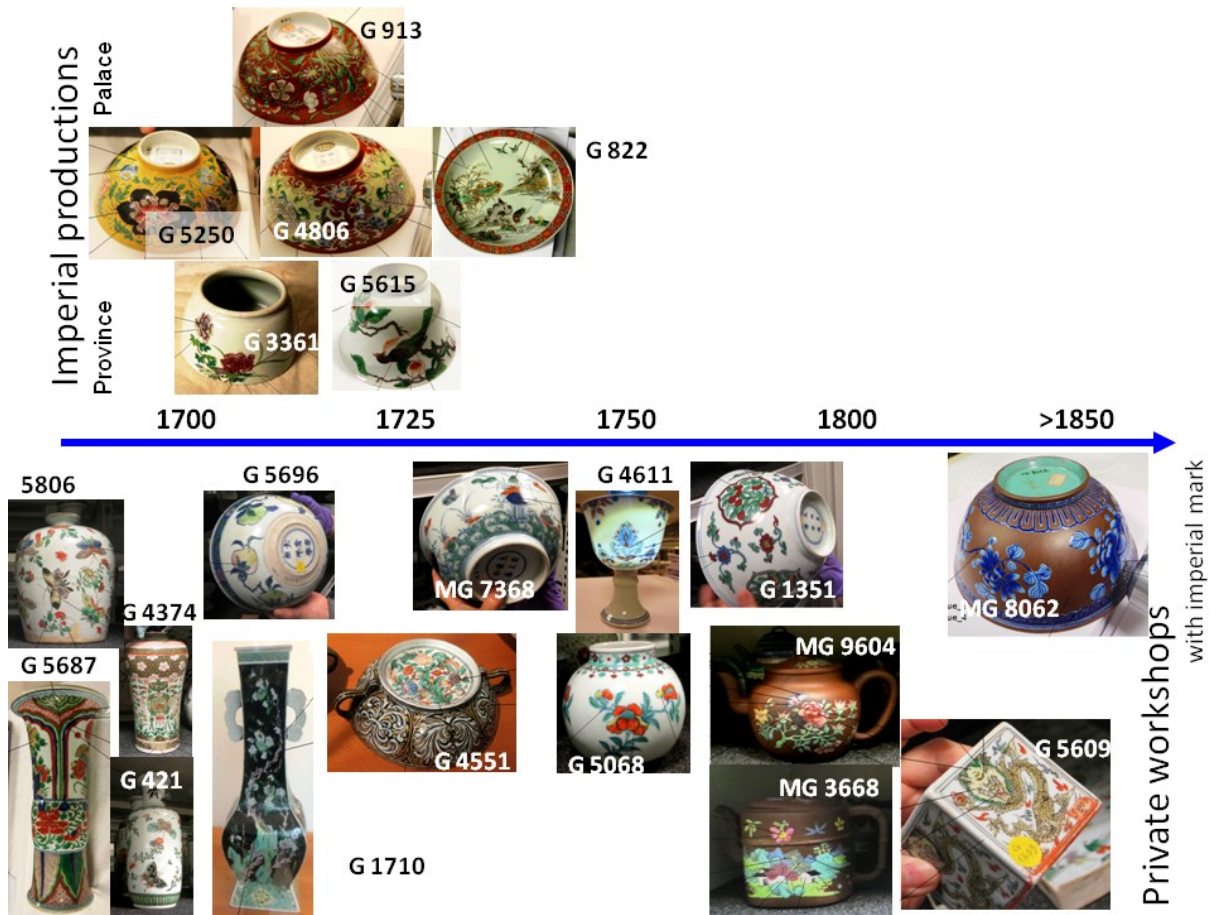 Imperial productions
Palace
Province
G 913
G 5250
G 4806
G 822
G 3361
G 5615
1700
1725
1750
1800
>1850
5806
G 5696
MG 7368
G 4611
G 1351
MG 8062
with imperial mark
G 4374
G 5687
G 421
G 1710
G 4551
G 5068
MG 9604
MG 3668
G 5609
Private workshops